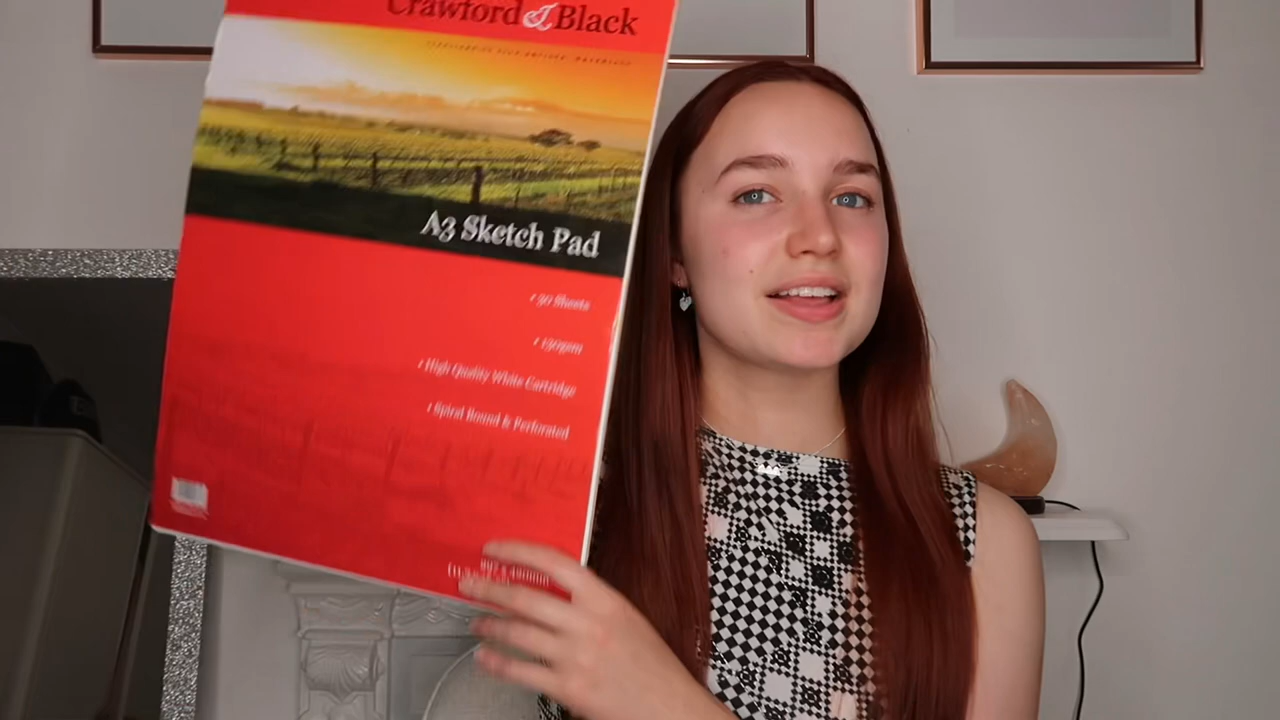 Crawford & Black
A3 Sketch Pad
30 Sheets
130gsm
High Quality White Cartridge
Spiral Bound & Perforated